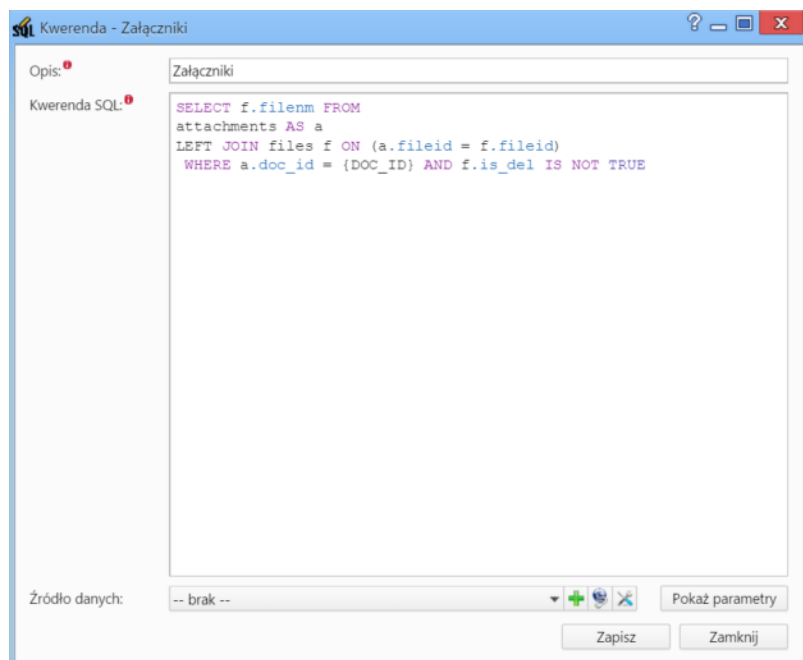 SQL Kwerenda - Załączniki
Opis: Załączniki
Kwerenda SQL:
SELECT f.filenm FROM
attachments AS a
LEFT JOIN files f ON (a.fileid = f.fileid)
WHERE a.doc_id = {DOC_ID} AND f.is_del IS NOT TRUE
Źródło danych: -- brak -- Pokaż parametry
Zapisz Zamknij